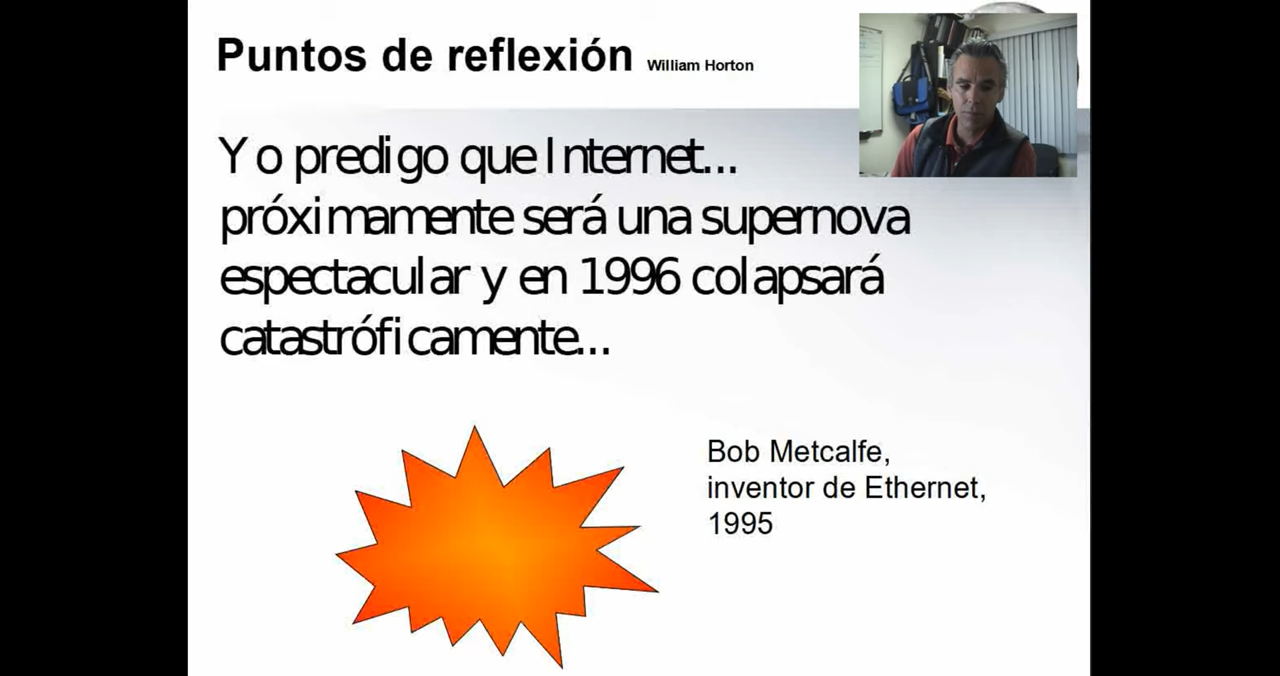 Puntos de reflexión William Horton
Yo predigo que Internet...
próximamente será una supernova
espectacular y en 1996 colapsará
catastróficamente...
Bob Metcalfe,
inventor de Ethernet,
1995